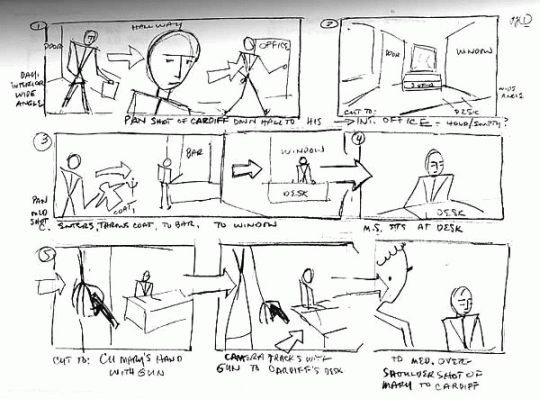 1
HALLWAY
DOOR
OFFICE
DAY,
INTERIOR
WIDE
ANGLE
PAN SHOT OF CARDIFF DOWN HALL TO HIS
2
DOOR
WINDOW
WIDE
ANGLE
CUT TO:
DESK
INT. OFFICE - HOLD/EMPTY?
3
BAR
COAT
WINDOW
DESK
PAN
MED
SHOT
C. ENTERS, THROWS COAT, TO BAR, TO WINDOW
4
DESK
M.S. SITS AT DESK
5
CUT TO: CU MARY'S HAND
WITH GUN
CAMERA TRACKS WITH
GUN TO CARDIFF'S DESK
TO MED. OVER-
SHOULDER SHOT OF
MARY TO CARDIFF